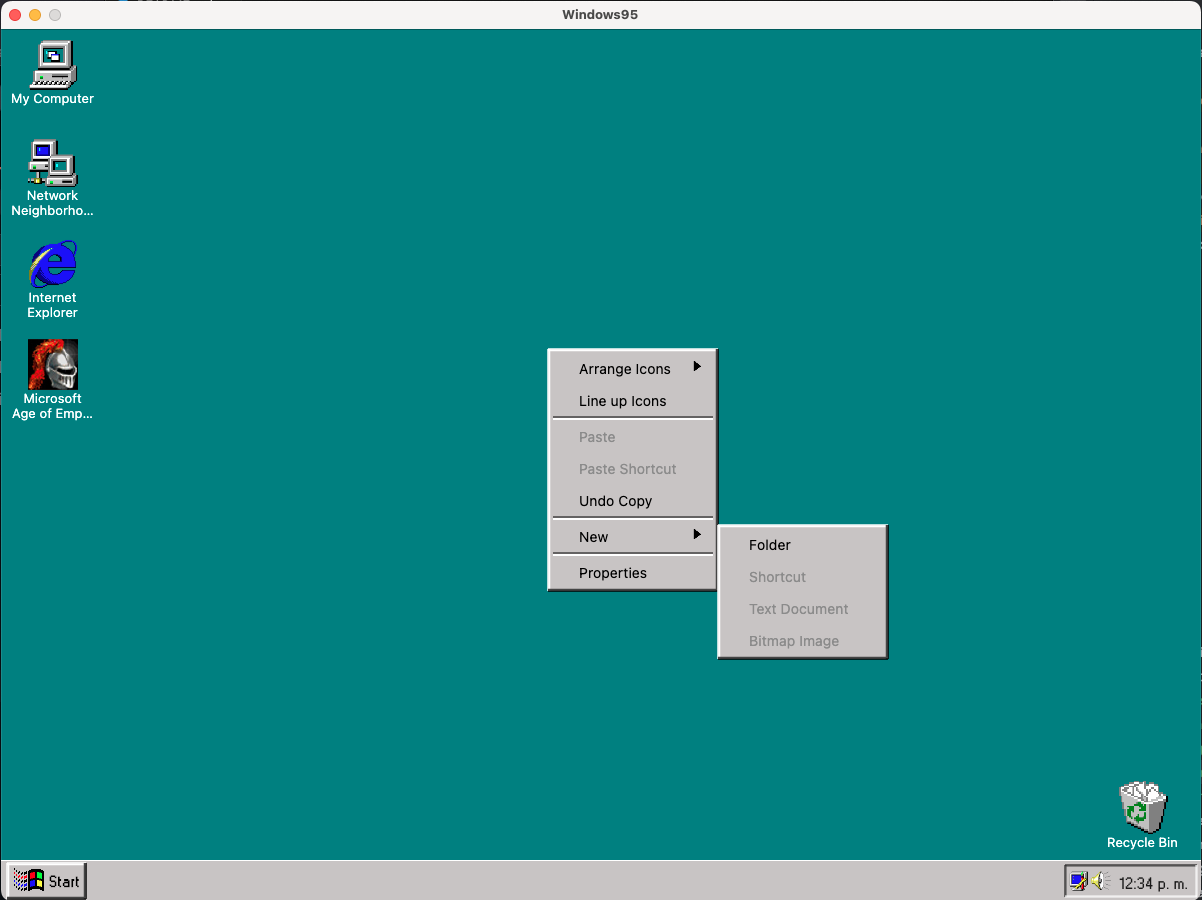 Windows95
My Computer
Network
Neighborho...
Internet
Explorer
Microsoft
Age of Emp...
Arrange Icons
Line up Icons
Paste
Paste Shortcut
Undo Copy
New
Properties
Folder
Shortcut
Text Document
Bitmap Image
Recycle Bin
Start
12:34 p. m.